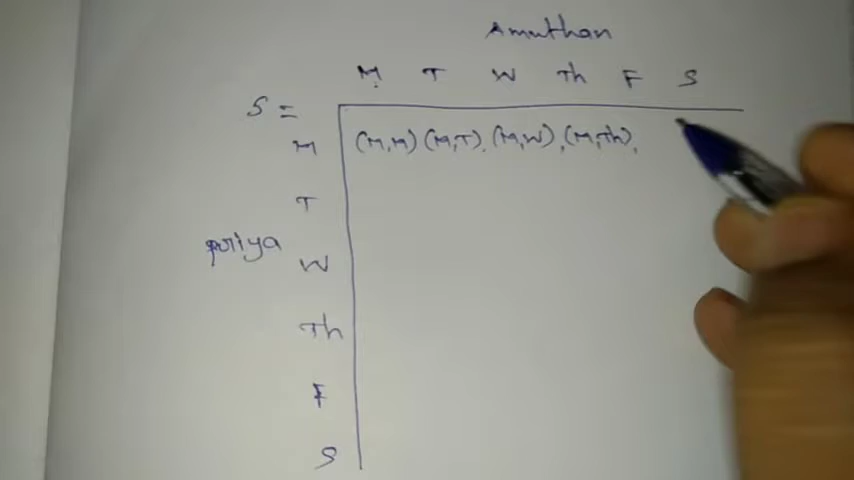 Amuthan
M T W Th F S
S =
M (M,M) (M,T), (M,W), (M,Th),
T
priya
W
Th
F
S